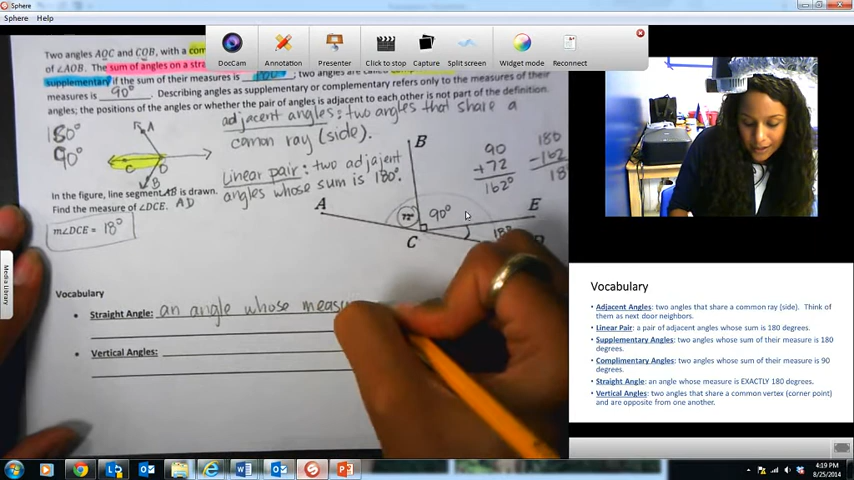 Sphere
Sphere Help
DocCam
Annotation
Presenter
Click to stop
Capture
Split screen
Widget mode
Reconnect
Two angles AOC and COB, with a com
of ∠AOB. The sum of angles on a stra
supplementary if the sum of their measures is 180° ; two angles are called
measures is 90° . Describing angles as supplementary or complementary refers only to the measures of the
angles; the positions of the angles or whether the pair of angles is adjacent to each other is not part of the definition
adjacent angles: two angles that share a
comon ray (side).
Linear pair: two adjajent
angles whose sum is 180°.
180°
90°
A
C
O
B
In the figure, line segment AB is drawn.
AD
Find the measure of ∠DCE.
m∠DCE = 18°
B
A
72°
90°
E
C
18°
90
+72
162°
180
-162
18
Vocabulary
• Straight Angle: an angle whose measu
• Vertical Angles:
Media Library
Vocabulary
• Adjacent Angles: two angles that share a common ray (side). Think of
them as next door neighbors.
• Linear Pair: a pair of adjacent angles whose sum is 180 degrees.
• Supplementary Angles: two angles whose sum of their measure is 180
degrees.
• Complimentary Angles: two angles whose sum of their measure is 90
degrees.
• Straight Angle: an angle whose measure is EXACTLY 180 degrees.
• Vertical Angles: two angles that share a common vertex (corner point)
and are opposite from one another.
4:19 PM
8/25/2014